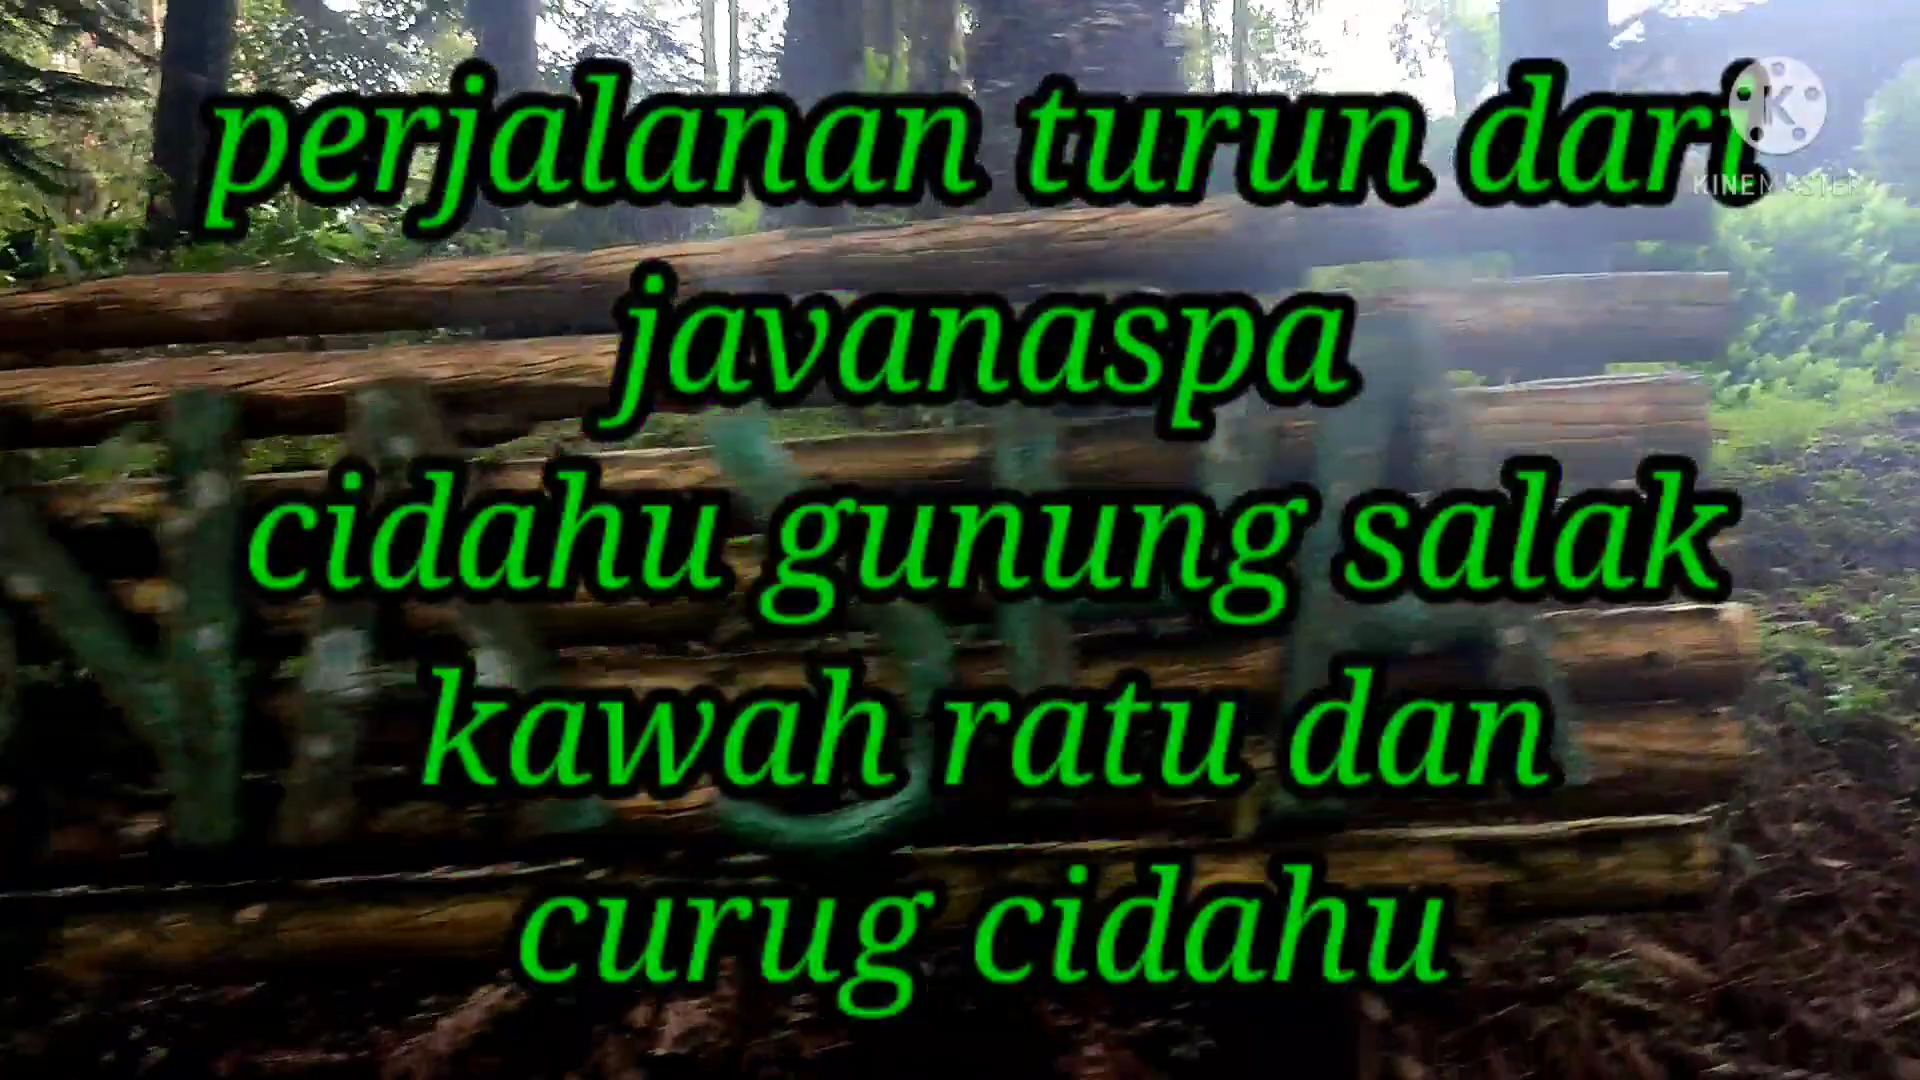 perjalanan turun dari
KINEMASTER
javanaspa
cidahu gunung salak
kawah ratu dan
curug cidahu